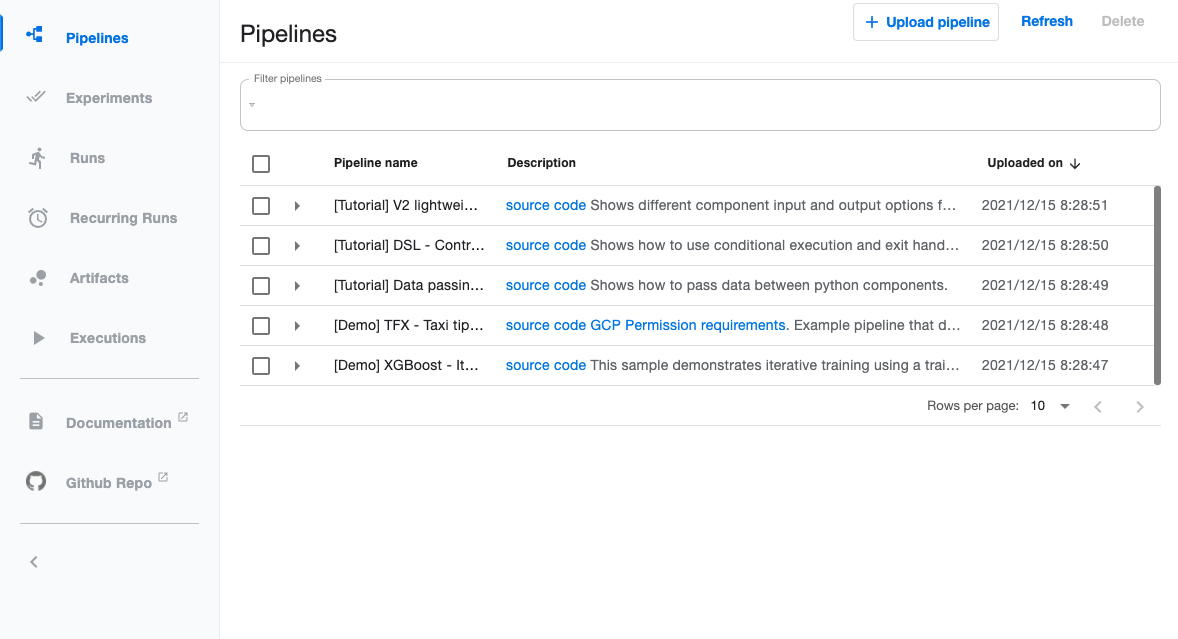 Pipelines
Experiments
Runs
Recurring Runs
Artifacts
Executions
Documentation
Github Repo
Pipelines
+ Upload pipeline Refresh Delete
Filter pipelines
Pipeline name Description Uploaded on
[Tutorial] V2 lightwei... source code Shows different component input and output options f... 2021/12/15 8:28:51
[Tutorial] DSL - Contr... source code Shows how to use conditional execution and exit hand... 2021/12/15 8:28:50
[Tutorial] Data passin... source code Shows how to pass data between python components. 2021/12/15 8:28:49
[Demo] TFX - Taxi tip... source code GCP Permission requirements. Example pipeline that d... 2021/12/15 8:28:48
[Demo] XGBoost - It... source code This sample demonstrates iterative training using a trai... 2021/12/15 8:28:47
Rows per page: 10